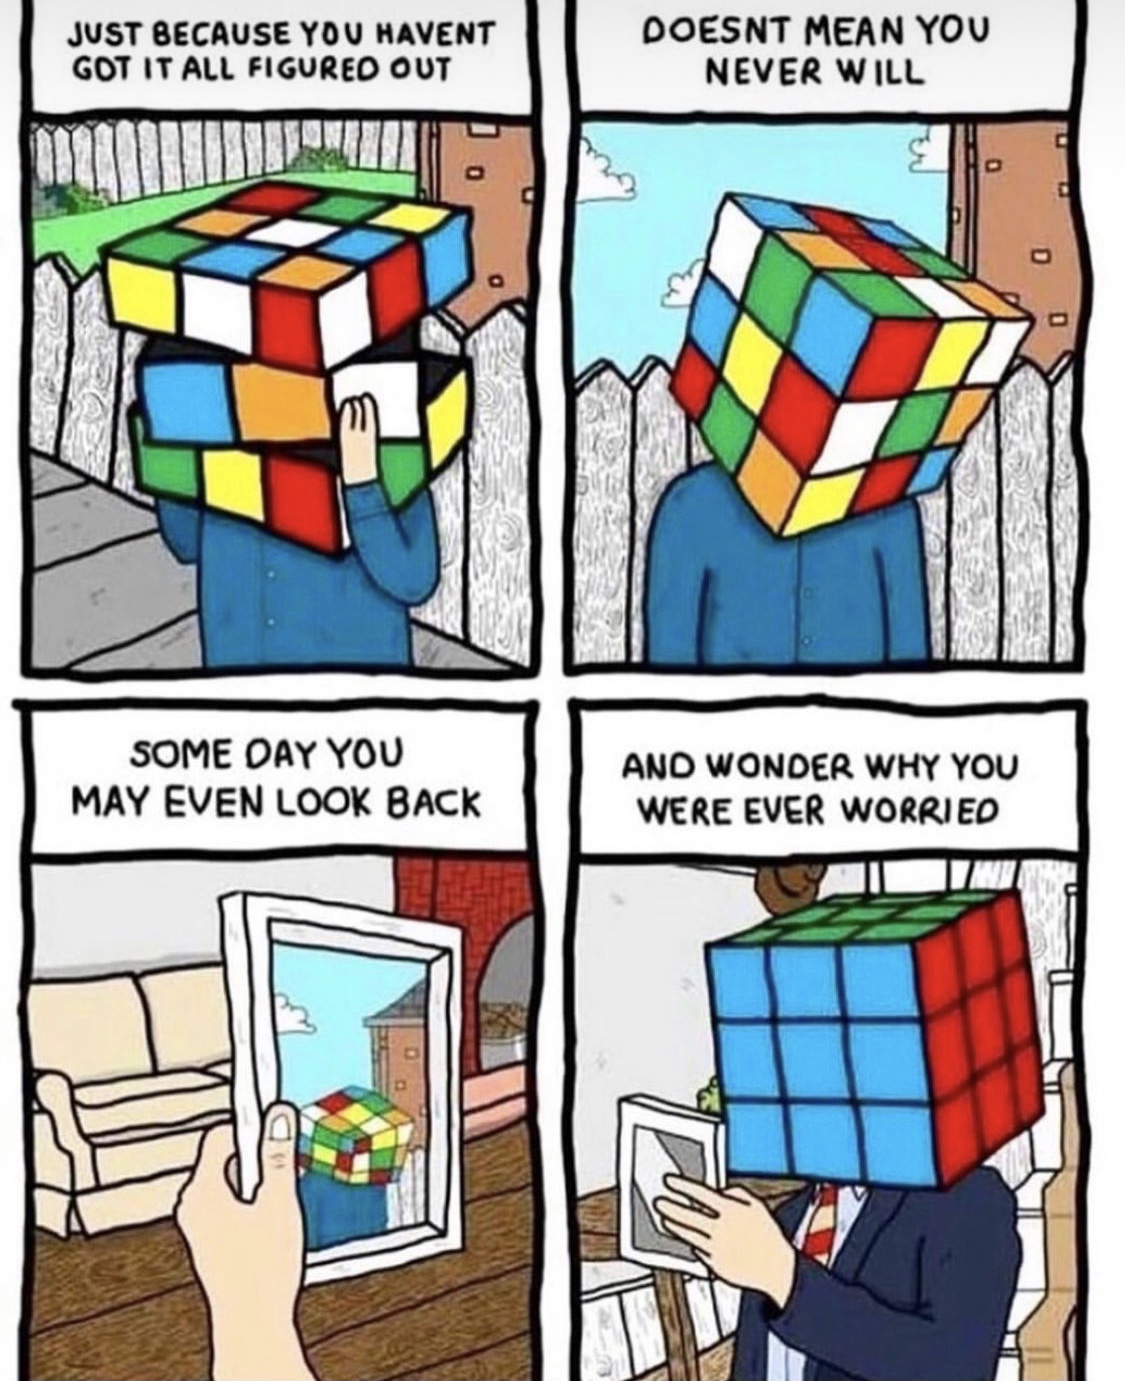 JUST BECAUSE YOU HAVENT
GOT IT ALL FIGURED OUT
DOESNT MEAN YOU
NEVER WILL
SOME DAY YOU
MAY EVEN LOOK BACK
AND WONDER WHY YOU
WERE EVER WORRIED